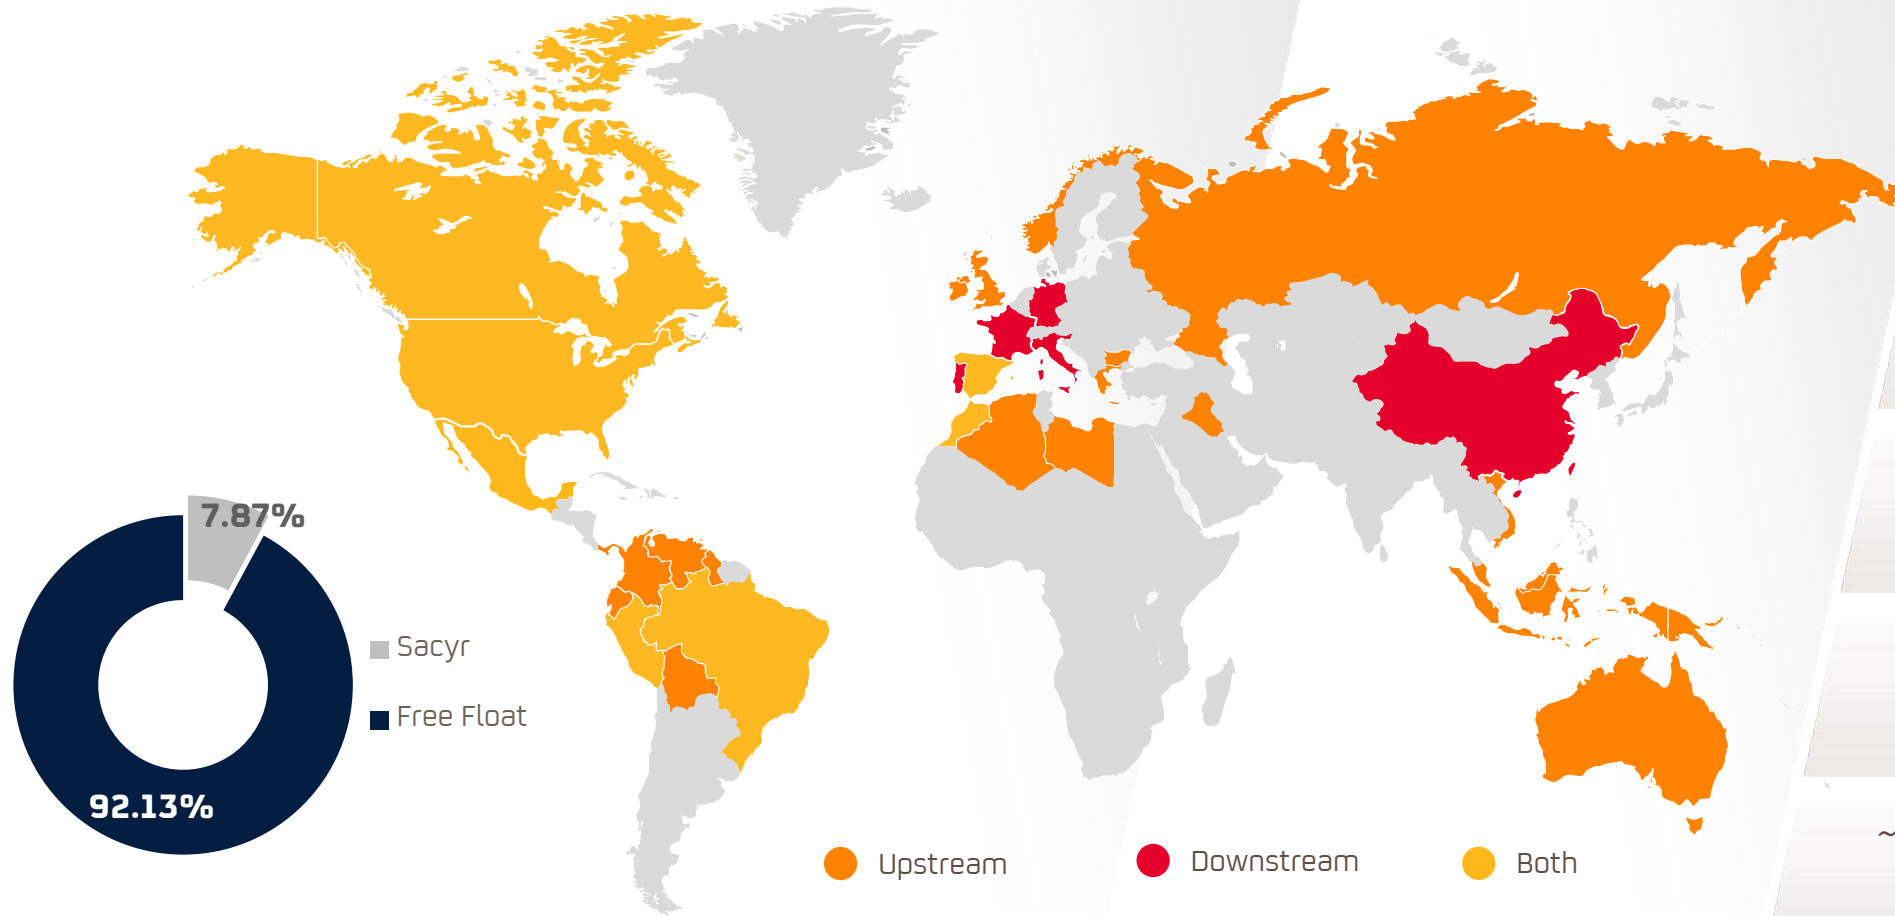 7.87%
Sacyr
Free Float
92.13%
~
Upstream
Downstream
Both